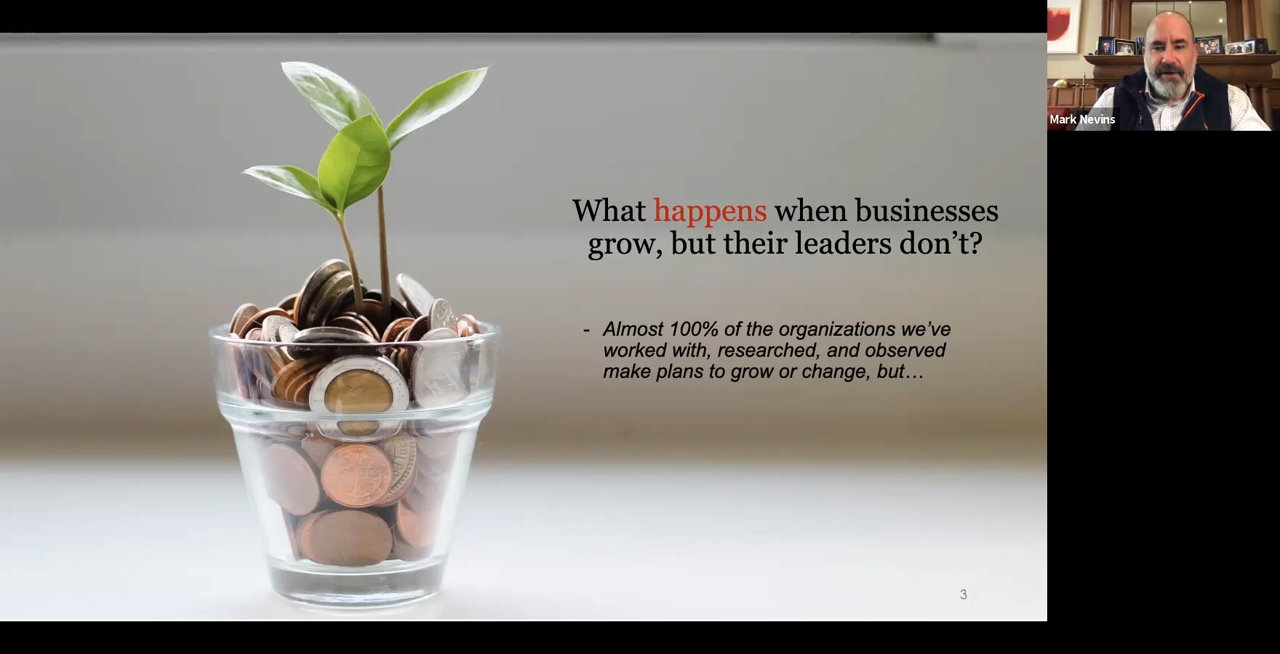 What happens when businesses
grow, but their leaders don’t?
- Almost 100% of the organizations we’ve
worked with, researched, and observed
make plans to grow or change, but…
3
Mark Nevins